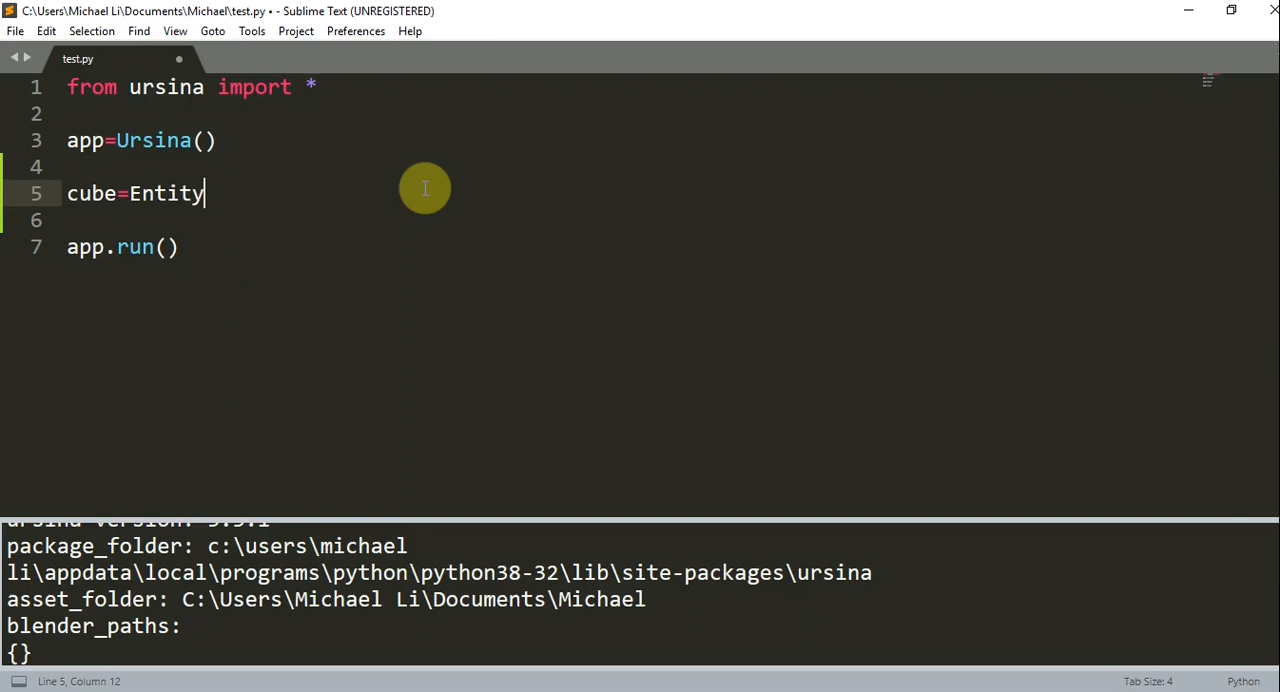 C:\Users\Michael Li\Documents\Michael\test.py • - Sublime Text (UNREGISTERED)
File Edit Selection Find View Goto Tools Project Preferences Help
test.py
1 from ursina import *
2
3 app=Ursina()
4
5 cube=Entity
6
7 app.run()
package_folder: c:\users\michael
li\appdata\local\programs\python\python38-32\lib\site-packages\ursina
asset_folder: C:\Users\Michael Li\Documents\Michael
blender_paths:
{}
Line 5, Column 12 Tab Size: 4 Python